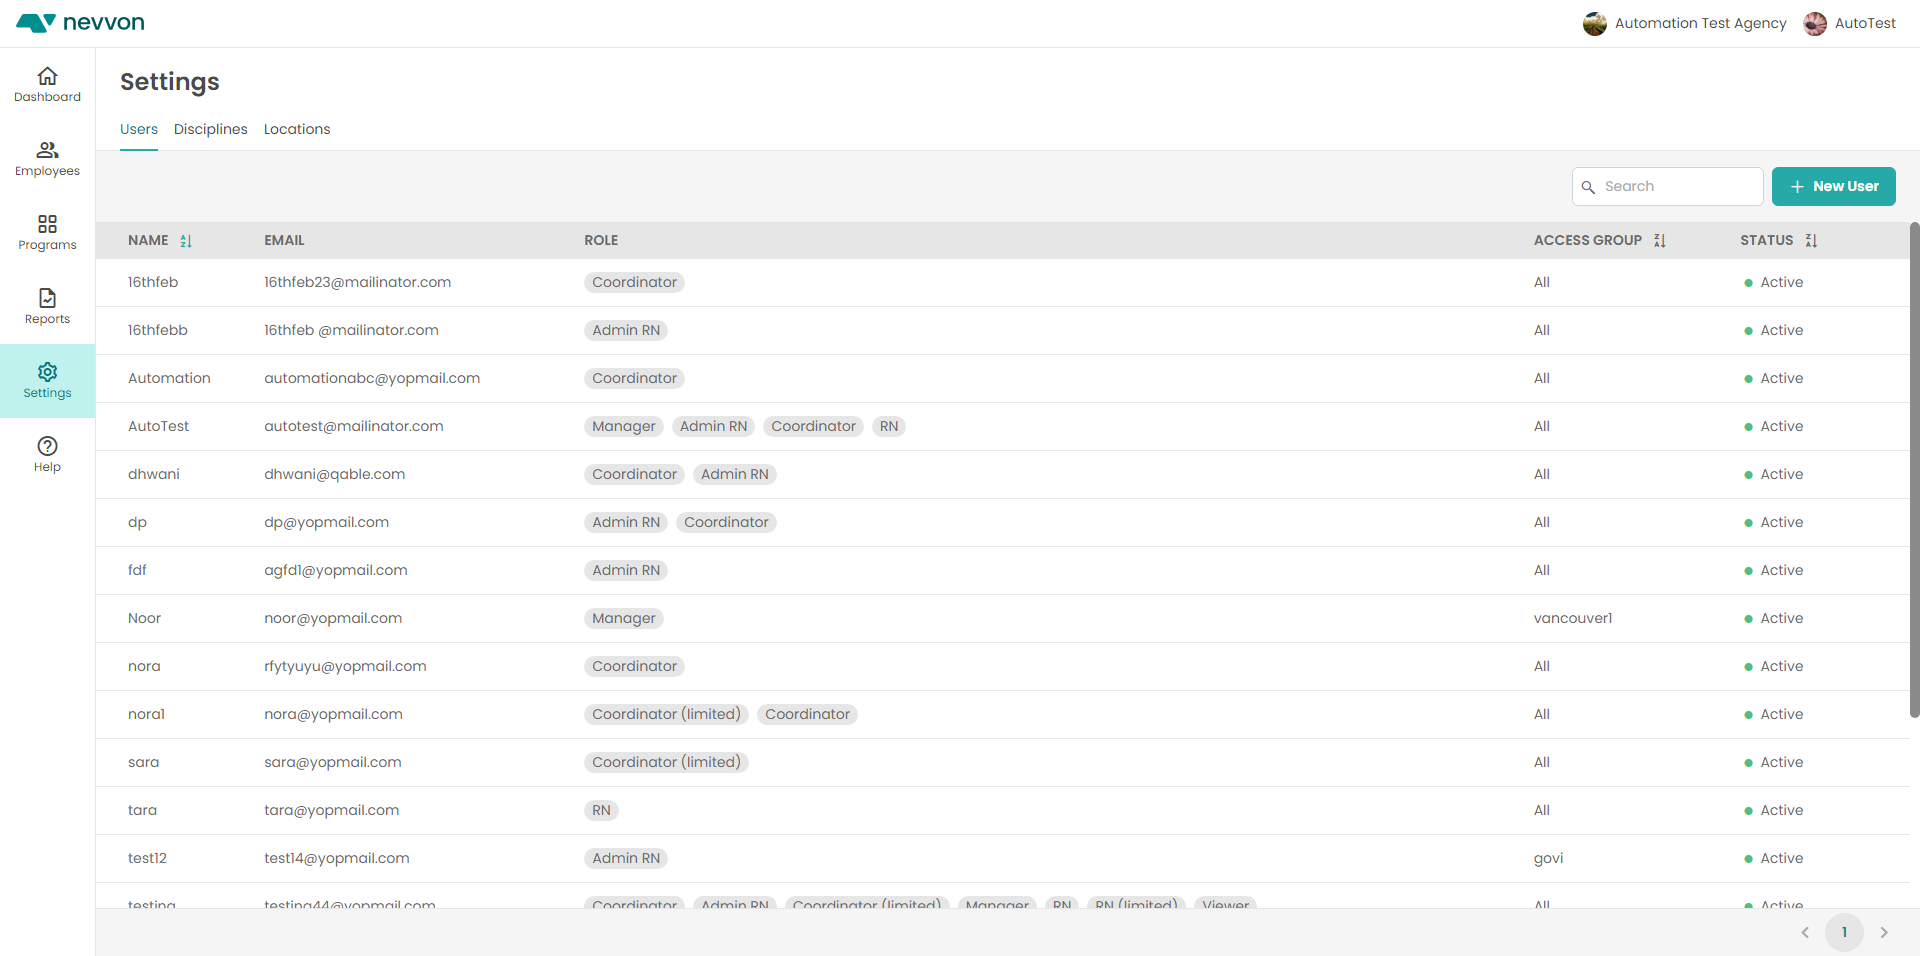 nevvon
Automation Test Agency
AutoTest
Dashboard
Employees
Programs
Reports
Settings
Help
Settings
Users Disciplines Locations
Search
New User
NAME EMAIL ROLE ACCESS GROUP STATUS
16thfeb 16thfeb23@mailinator.com Coordinator All Active
16thfebb 16thfeb @mailinator.com Admin RN All Active
Automation automationabc@yopmail.com Coordinator All Active
AutoTest autotest@mailinator.com Manager Admin RN Coordinator RN All Active
dhwani dhwani@qable.com Coordinator Admin RN All Active
dp dp@yopmail.com Admin RN Coordinator All Active
fdf agfd1@yopmail.com Admin RN All Active
Noor noor@yopmail.com Manager vancouver1 Active
nora rfytyuyu@yopmail.com Coordinator All Active
nora1 nora@yopmail.com Coordinator (limited) Coordinator All Active
sara sara@yopmail.com Coordinator (limited) All Active
tara tara@yopmail.com RN All Active
test12 test14@yopmail.com Admin RN govi Active
testing testing44@yopmail.com Coordinator Admin RN Coordinator (limited) Manager RN RN (limited) Viewer All Active
1